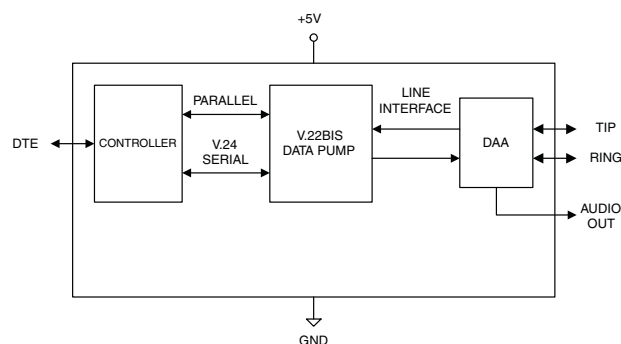 +5V
PARALLEL
LINE
INTERFACE
DTE
CONTROLLER
V.24
SERIAL
V.22BIS
DATA PUMP
DAA
TIP
RING
AUDIO
OUT
GND